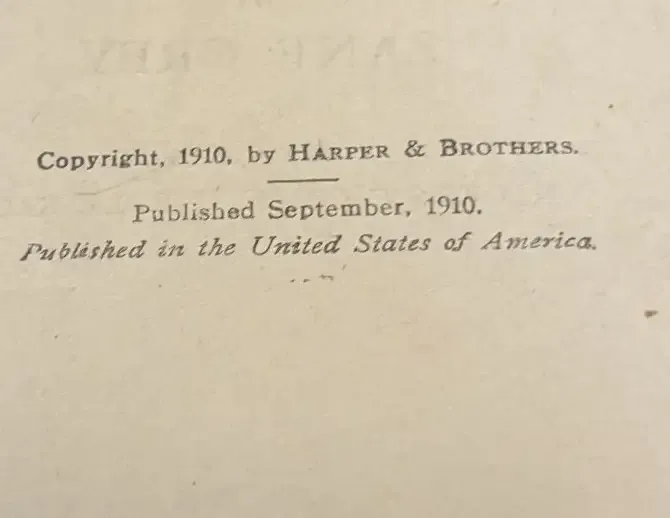 Copyright, 1910, by HARPER & BROTHERS.
Published September, 1910.
Published in the United States of America.